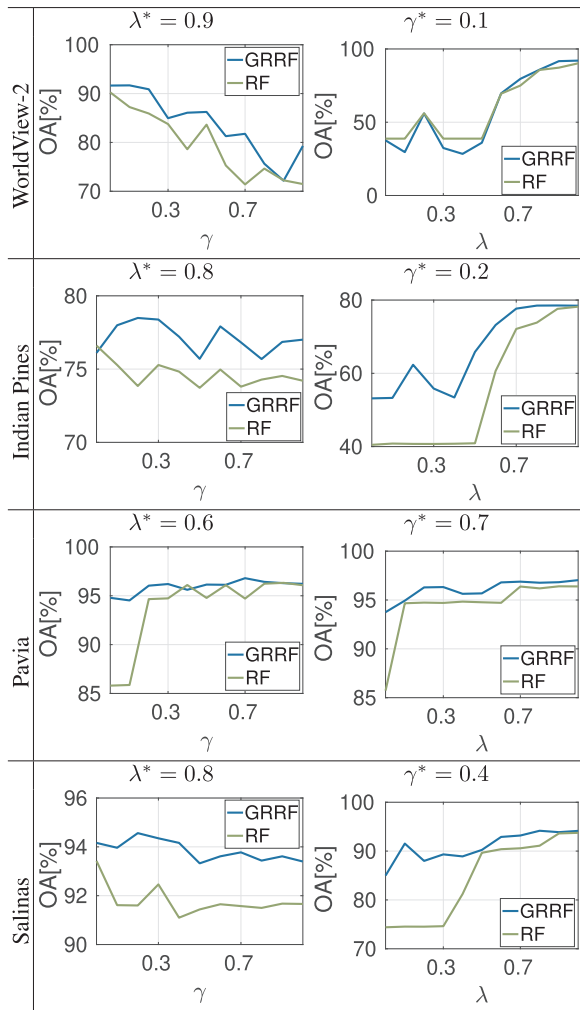 WorldView-2
λ* = 0.9
100
90
80
70
OA[%]
0.3
0.7
γ
GRRF
RF
γ* = 0.1
100
50
0
OA[%]
0.3
0.7
λ
GRRF
RF
Indian Pines
λ* = 0.8
80
75
70
OA[%]
0.3
0.7
γ
GRRF
RF
γ* = 0.2
80
60
40
OA[%]
0.3
0.7
λ
GRRF
RF
Pavia
λ* = 0.6
100
95
90
85
OA[%]
0.3
0.7
γ
GRRF
RF
γ* = 0.7
100
95
90
85
OA[%]
0.3
0.7
λ
GRRF
RF
Salinas
λ* = 0.8
96
94
92
90
OA[%]
0.3
0.7
γ
GRRF
RF
γ* = 0.4
100
90
80
70
OA[%]
0.3
0.7
λ
GRRF
RF